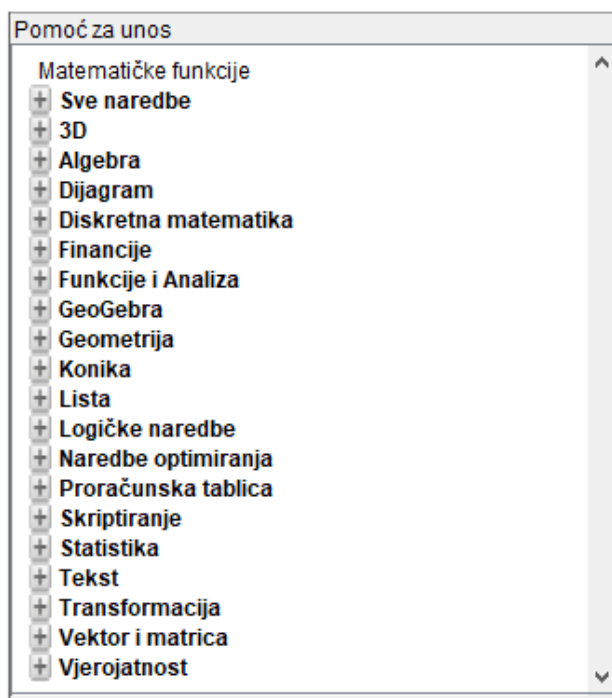 Pomoć za unos
Matematičke funkcije
Sve naredbe
3D
Algebra
Dijagram
Diskretna matematika
Financije
Funkcije i Analiza
GeoGebra
Geometrija
Konika
Lista
Logičke naredbe
Naredbe optimiranja
Proračunska tablica
Skriptiranje
Statistika
Tekst
Transformacija
Vektor i matrica
Vjerojatnost